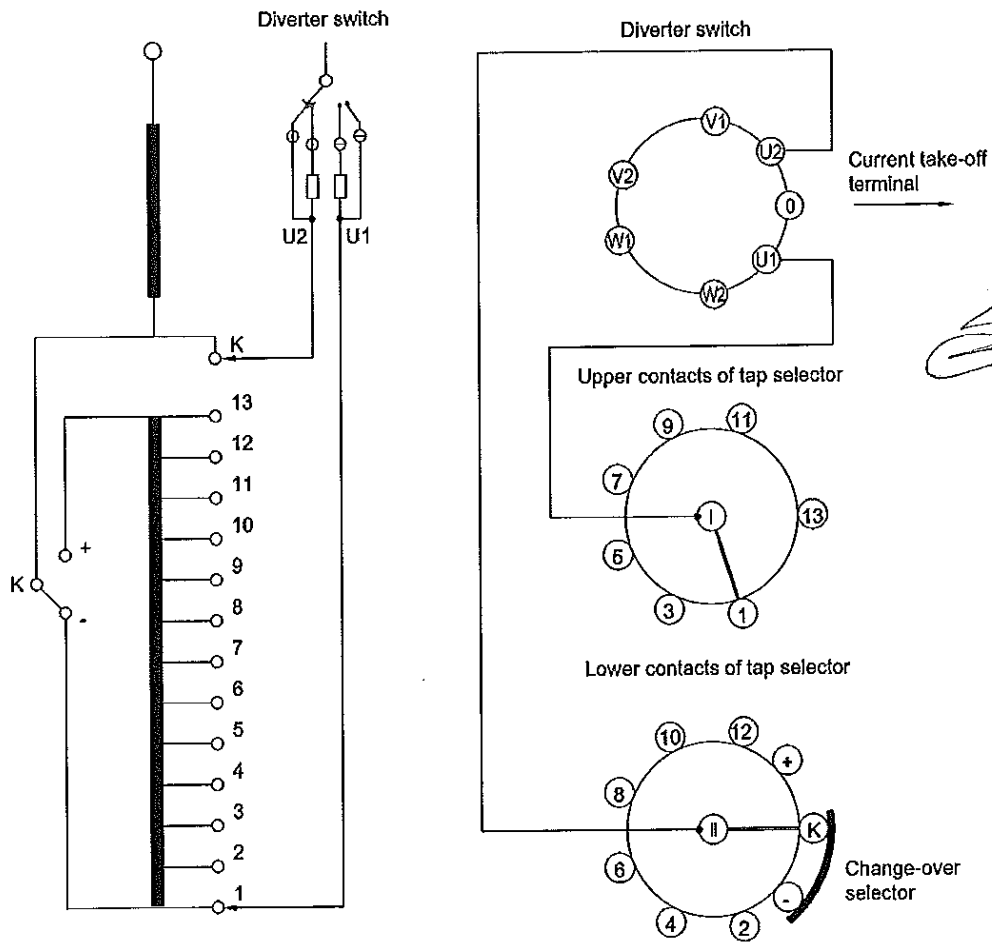 Diverter switch
U2
U1
K
13
12
11
10
9
8
7
6
5
4
3
2
1
+
K
-
Diverter switch
V1
U2
V2
0
W1
U1
W2
Current take-off
terminal
Upper contacts of tap selector
9
11
7
I
13
5
3
1
Lower contacts of tap selector
10
12
+
8
II
K
6
-
4
2
Change-over
selector